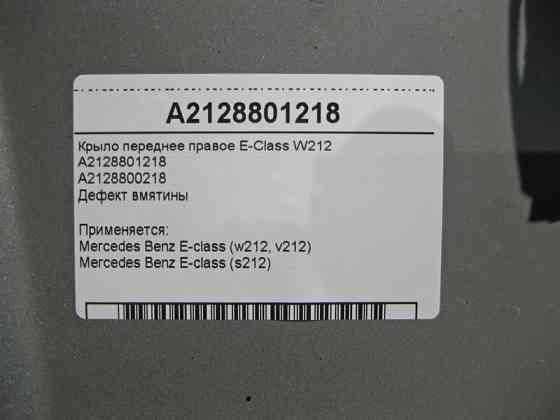 A2128801218
Крыло переднее правое E-Class W212
A2128801218
A2128800218
Дефект вмятины
Применяется:
Mercedes Benz E-class (w212, v212)
Mercedes Benz E-class (s212)